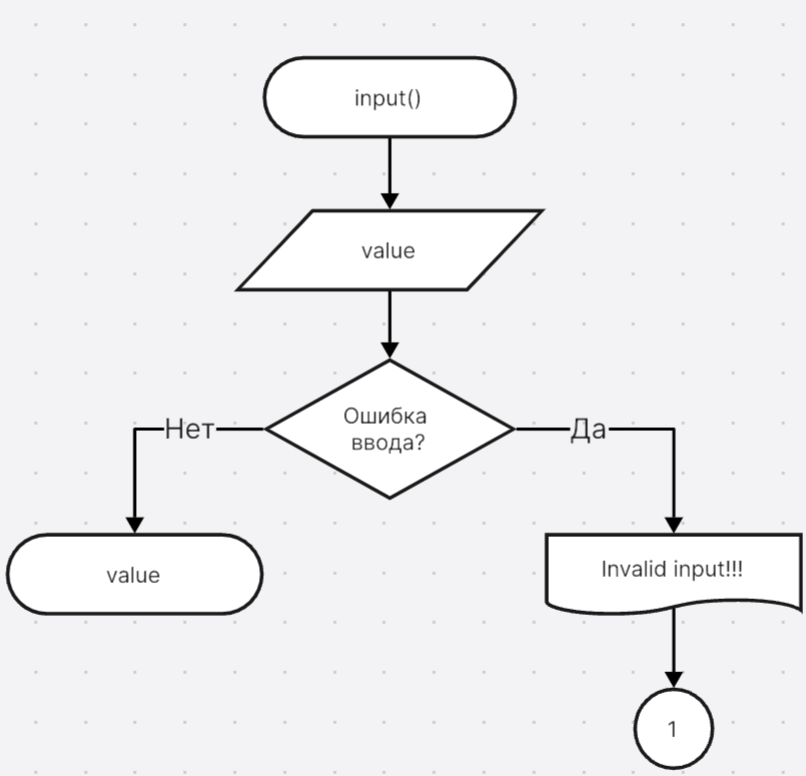 input()
value
Ошибка
ввода?
Нет
Да
value
Invalid input!!!
1